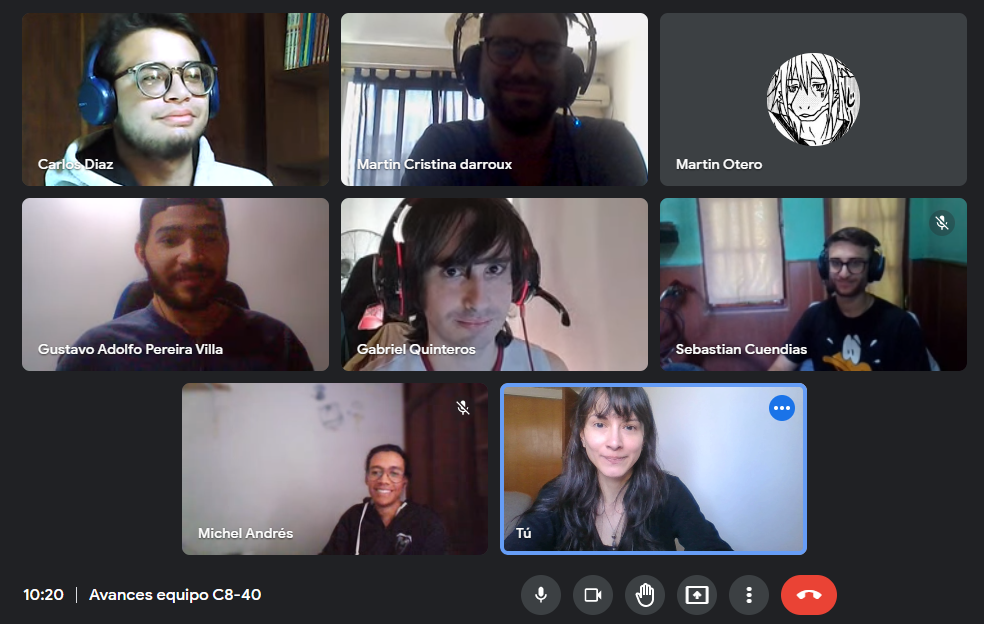 Carlos Diaz
Martin Cristina darroux
Martin Otero
Gustavo Adolfo Pereira Villa
Gabriel Quinteros
Sebastian Cuendias
Michel Andrés
Tú
10:20 | Avances equipo C8-40